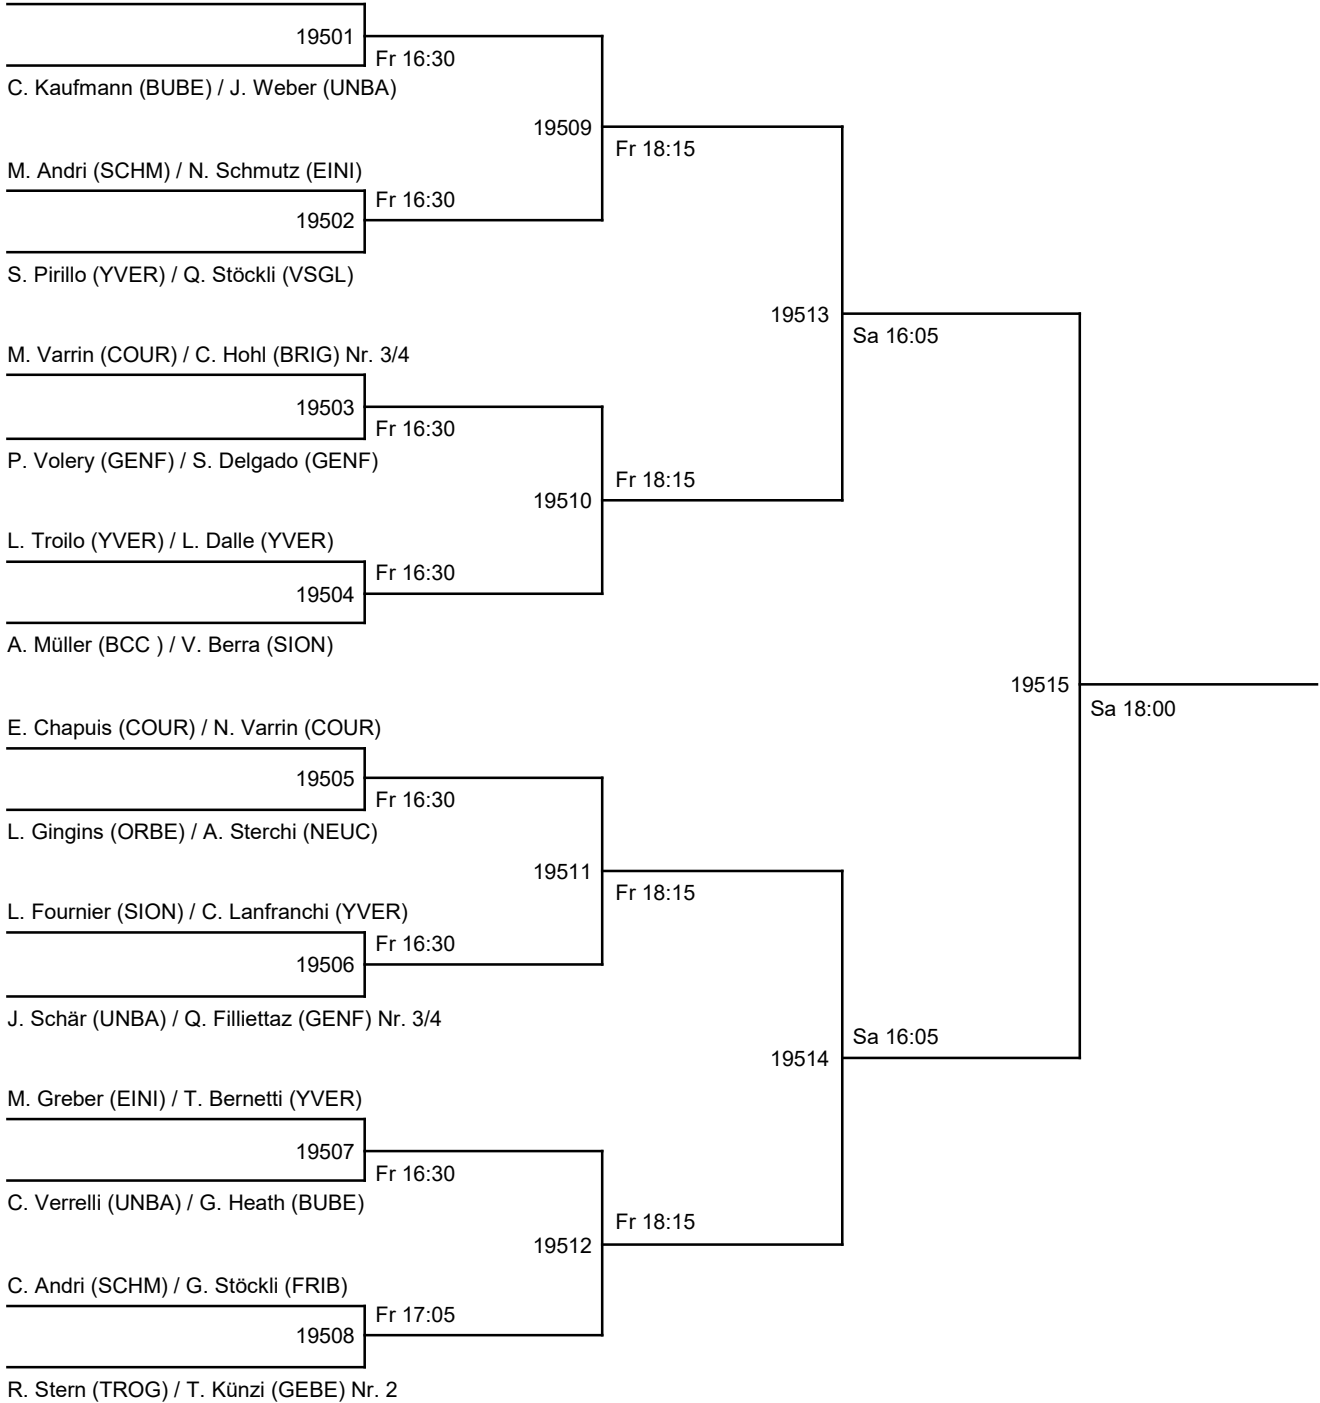 19501
Fr 16:30
C. Kaufmann (BUBE) / J. Weber (UNBA)
19509
Fr 18:15
M. Andri (SCHM) / N. Schmutz (EINI)
Fr 16:30
19502
S. Pirillo (YVER) / Q. Stöckli (VSGL)
19513
Sa 16:05
M. Varrin (COUR) / C. Hohl (BRIG) Nr. 3/4
19503
Fr 16:30
P. Volery (GENF) / S. Delgado (GENF)
Fr 18:15
19510
L. Troilo (YVER) / L. Dalle (YVER)
Fr 16:30
19504
A. Müller (BCC ) / V. Berra (SION)
19515
Sa 18:00
E. Chapuis (COUR) / N. Varrin (COUR)
19505
Fr 16:30
L. Gingins (ORBE) / A. Sterchi (NEUC)
19511
Fr 18:15
L. Fournier (SION) / C. Lanfranchi (YVER)
Fr 16:30
19506
J. Schär (UNBA) / Q. Filliettaz (GENF) Nr. 3/4
Sa 16:05
19514
M. Greber (EINI) / T. Bernetti (YVER)
19507
Fr 16:30
C. Verrelli (UNBA) / G. Heath (BUBE)
Fr 18:15
19512
C. Andri (SCHM) / G. Stöckli (FRIB)
Fr 17:05
19508
R. Stern (TROG) / T. Künzi (GEBE) Nr. 2